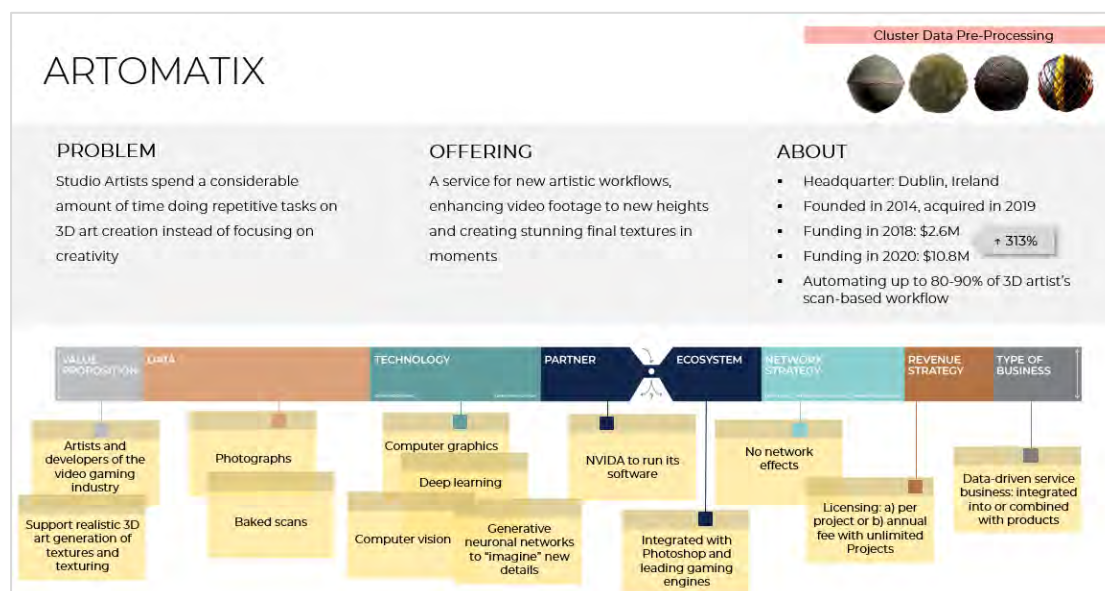 Cluster Data Pre-Processing
ARTOMATIX
PROBLEM
Studio Artists spend a considerable
amount of time doing repetitive tasks on
3D art creation instead of focusing on
creativity
OFFERING
A service for new artistic workflows,
enhancing video footage to new heights
and creating stunning final textures in
moments
ABOUT
▪ Headquarter: Dublin, Ireland
▪ Founded in 2014, acquired in 2019
▪ Funding in 2018: $2.6M
▪ Funding in 2020: $10.8M
↑ 313%
▪ Automating up to 80-90% of 3D artist's
scan-based workflow
VALUE
PROPOSITION
DATA
TECHNOLOGY
PARTNER
ECOSYSTEM
NETWORK
STRATEGY
REVENUE
STRATEGY
TYPE OF
BUSINESS
Artists and
developers of the
video gaming
industry
Support realistic 3D
art generation of
textures and
texturing
Photographs
Baked scans
Computer graphics
Deep learning
Computer vision
Generative
neuronal networks
to "imagine" new
details
NVIDA to run its
software
Integrated with
Photoshop and
leading gaming
engines
No network
effects
Licensing: a) per
project or b) annual
fee with unlimited
Projects
Data-driven service
business: integrated
into or combined
with products